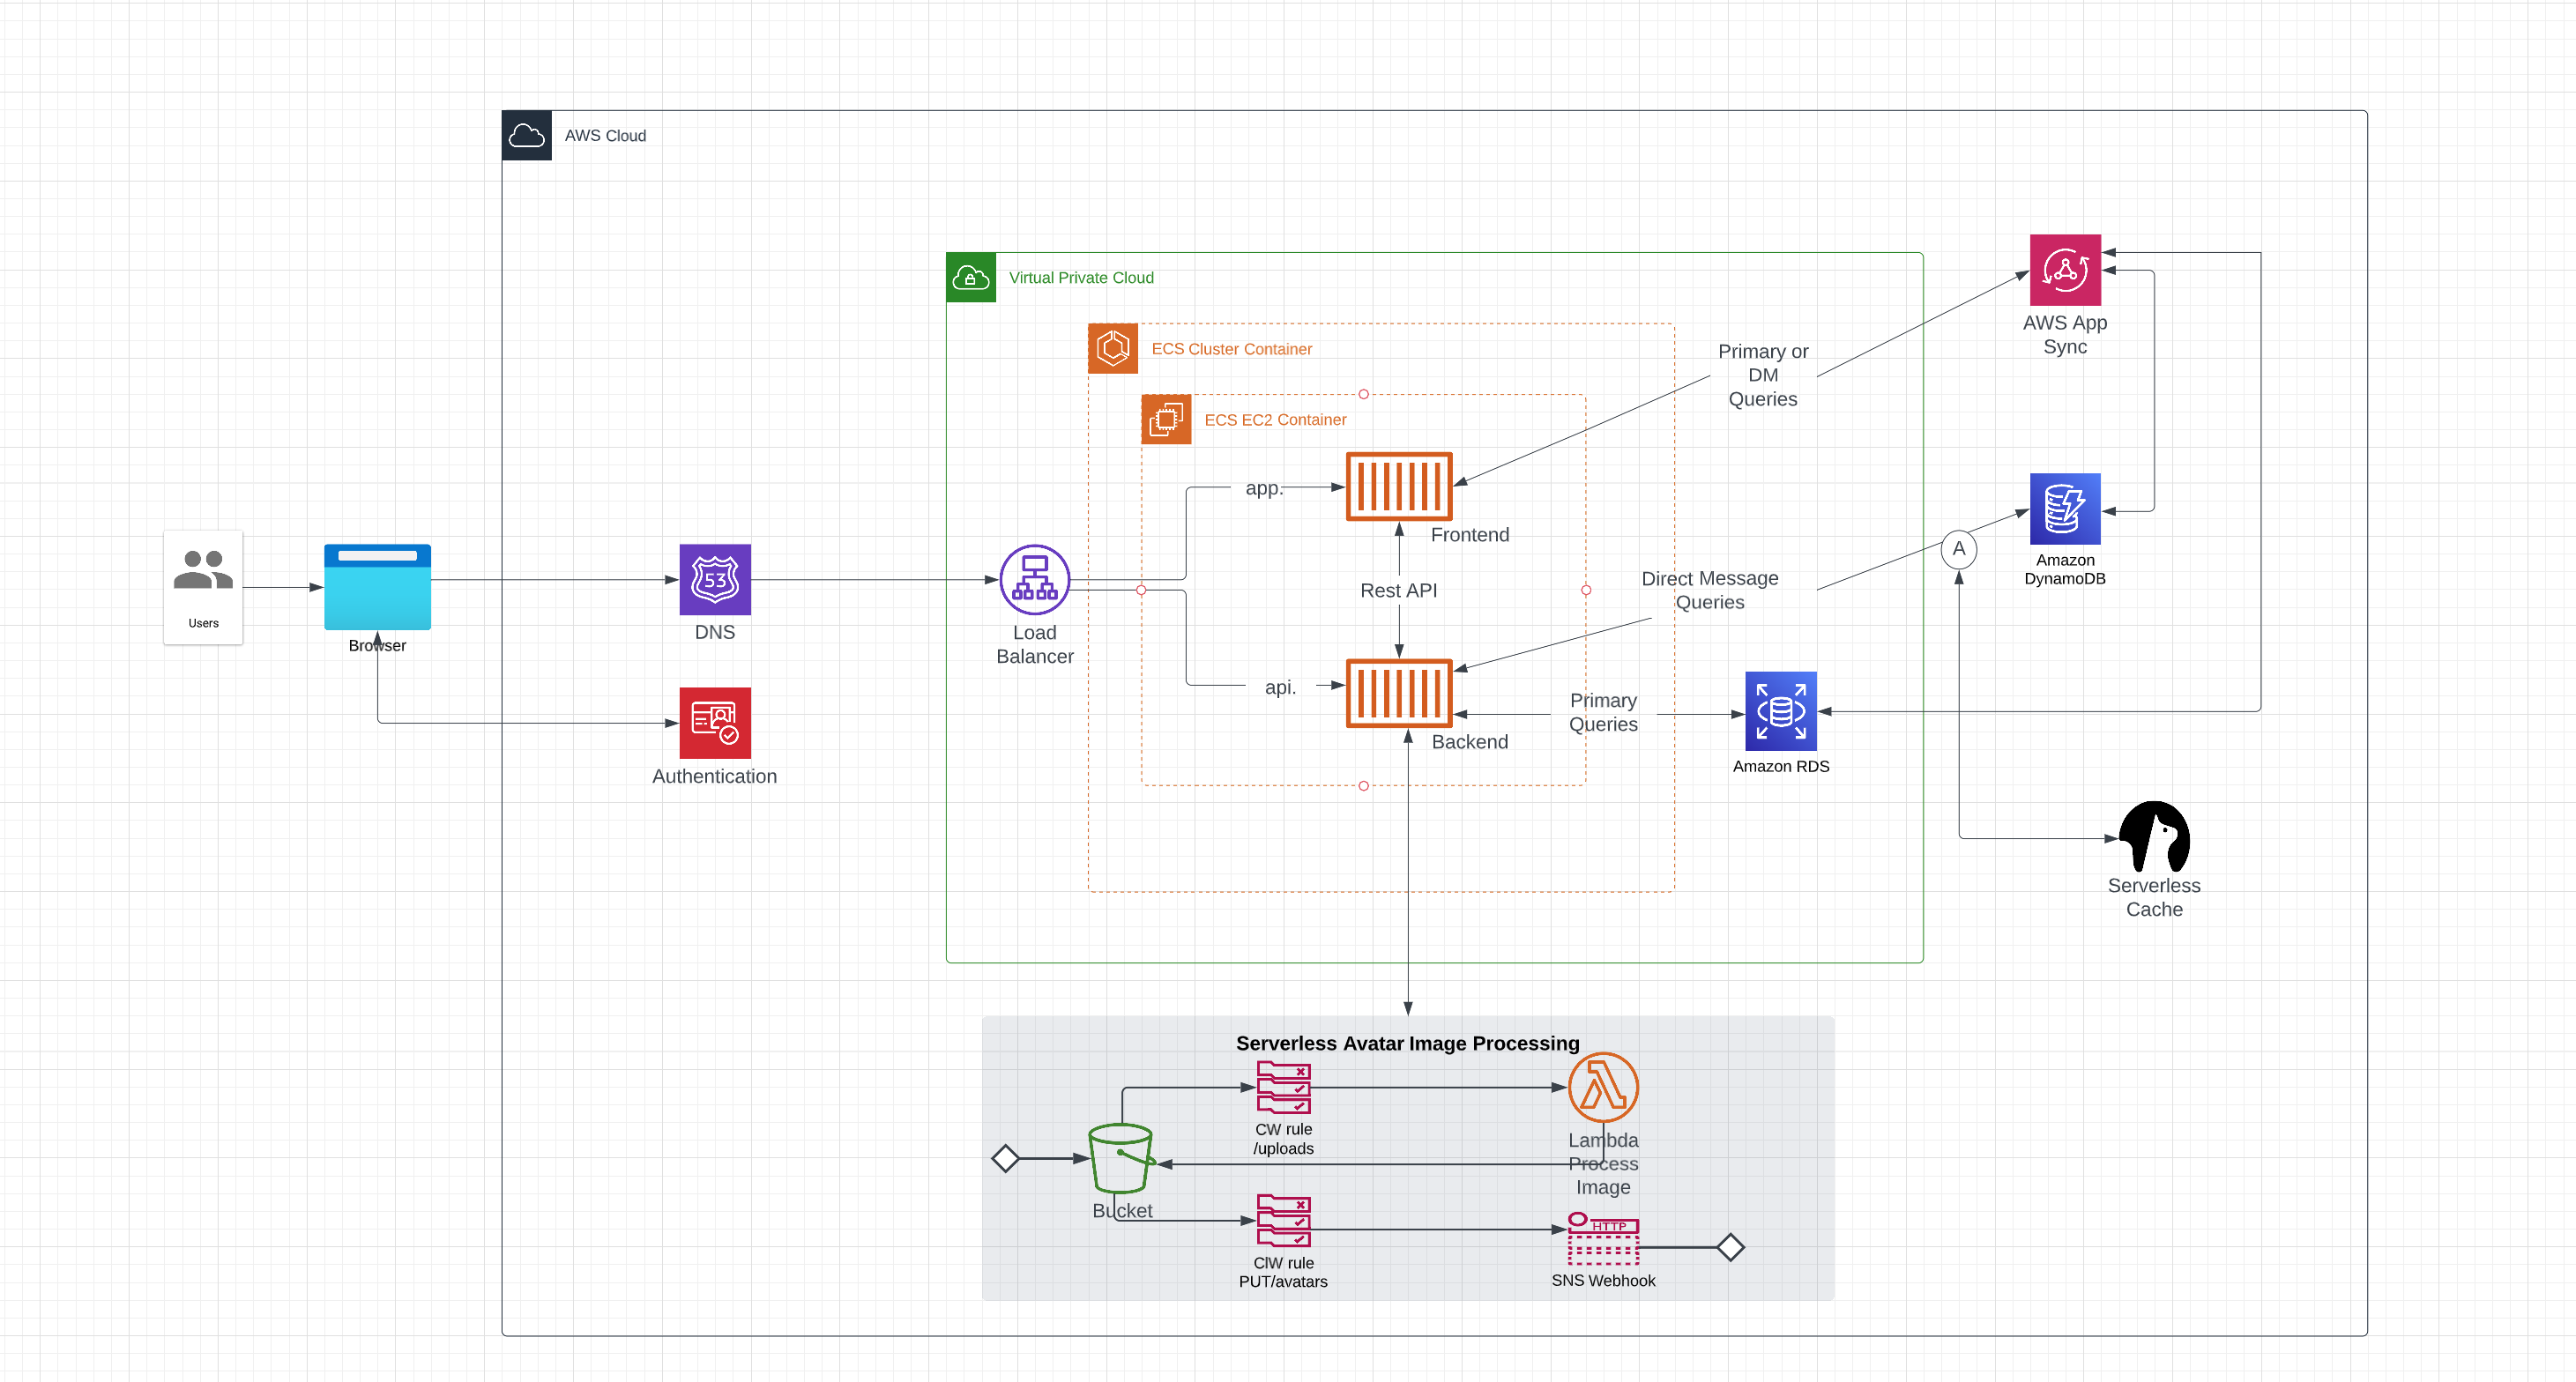 AWS Cloud
Virtual Private Cloud
ECS Cluster Container
ECS EC2 Container
AWS App
Sync
Primary or
DM
Queries
app.
Frontend
Users
Browser
53
DNS
Load
Balancer
Rest API
Direct Message
Queries
A
Amazon
DynamoDB
api.
Backend
Primary
Queries
Amazon RDS
Authentication
Serverless
Cache
Serverless Avatar Image Processing
CW rule
/uploads
Lambda
Process
Image
Bucket
CIW rule
PUT/avatars
HTTP
SNS Webhook